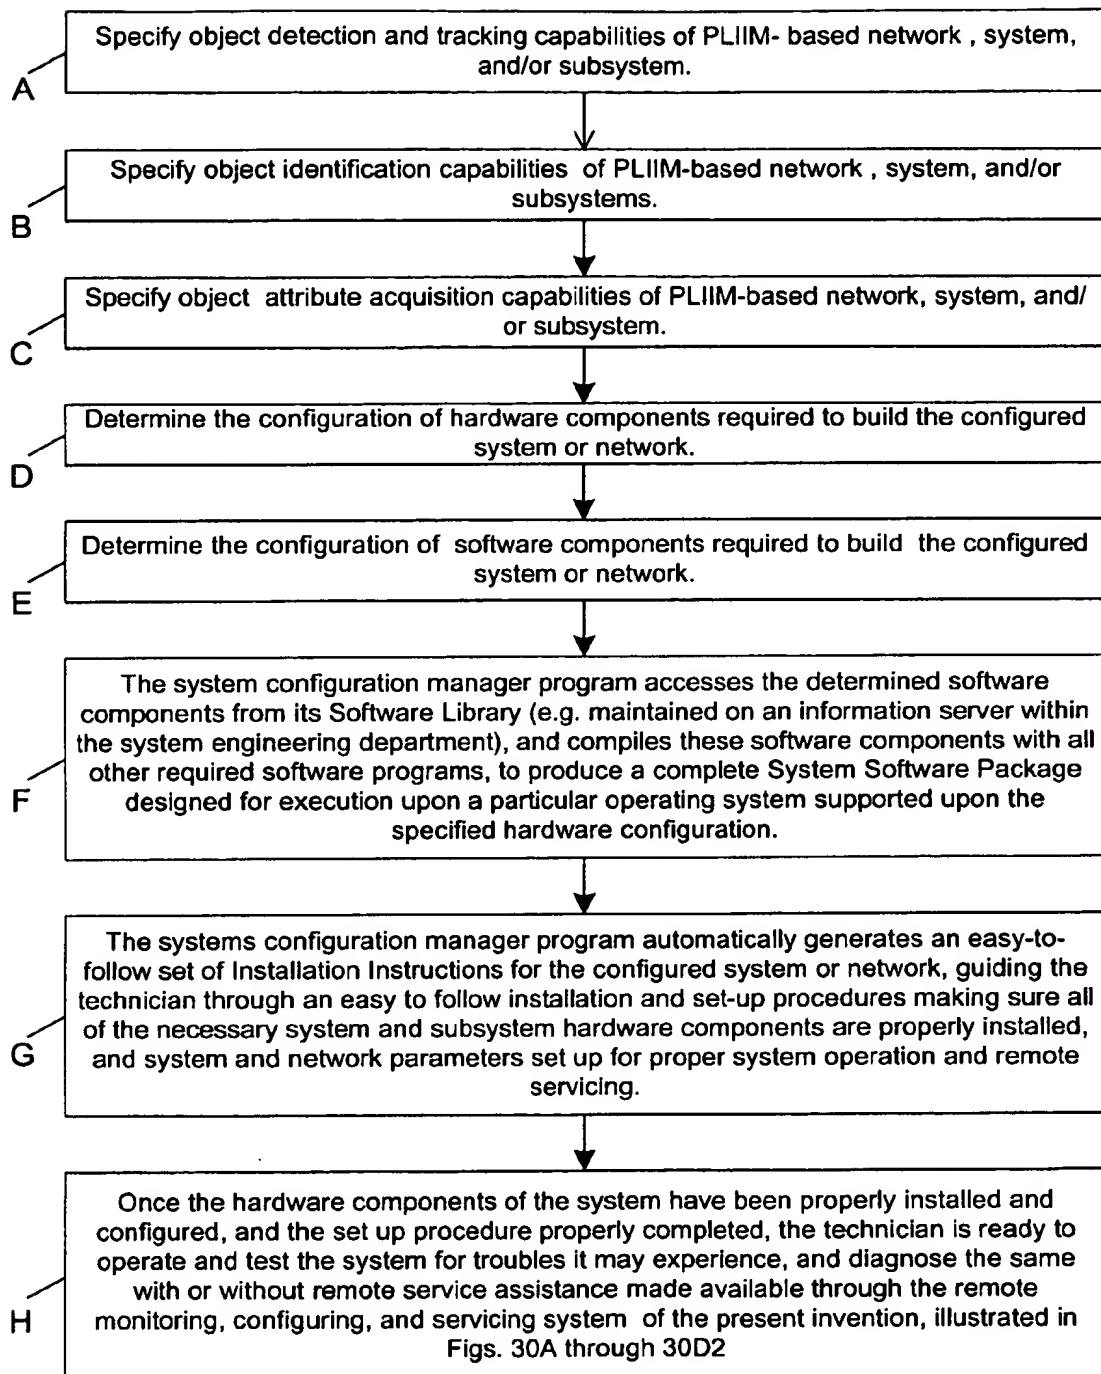 Specify object detection and tracking capabilities of PLIIM- based network , system,
and/or subsystem.
A
Specify object identification capabilities of PLIIM-based network , system, and/or
subsystems.
B
Specify object attribute acquisition capabilities of PLIIM-based network, system, and/
or subsystem.
C
Determine the configuration of hardware components required to build the configured
system or network.
D
Determine the configuration of software components required to build the configured
system or network.
E
The system configuration manager program accesses the determined software
components from its Software Library (e.g. maintained on an information server within
the system engineering department), and compiles these software components with all
other required software programs, to produce a complete System Software Package
designed for execution upon a particular operating system supported upon the
specified hardware configuration.
F
The systems configuration manager program automatically generates an easy-to-
follow set of Installation Instructions for the configured system or network, guiding the
technician through an easy to follow installation and set-up procedures making sure all
of the necessary system and subsystem hardware components are properly installed,
and system and network parameters set up for proper system operation and remote
servicing.
G
Once the hardware components of the system have been properly installed and
configured, and the set up procedure properly completed, the technician is ready to
operate and test the system for troubles it may experience, and diagnose the same
with or without remote service assistance made available through the remote
monitoring, configuring, and servicing system of the present invention, illustrated in
Figs. 30A through 30D2
H